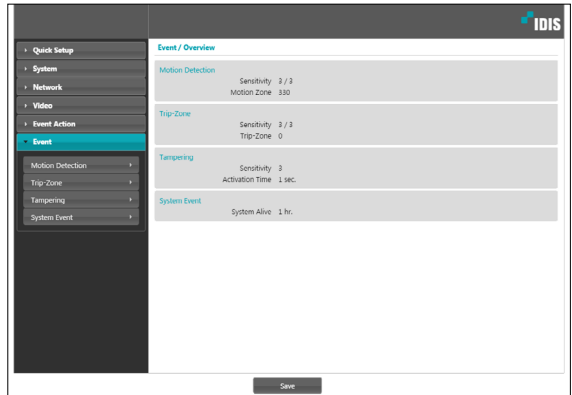 IDIS
Quick Setup
System
Network
Video
Event Action
Event
Motion Detection
Trip-Zone
Tampering
System Event
Event / Overview
Motion Detection
Sensitivity 3 / 3
Motion Zone 330
Trip-Zone
Sensitivity 3 / 3
Trip-Zone 0
Tampering
Sensitivity 3
Activation Time 1 sec.
System Event
System Alive 1 hr.
Save